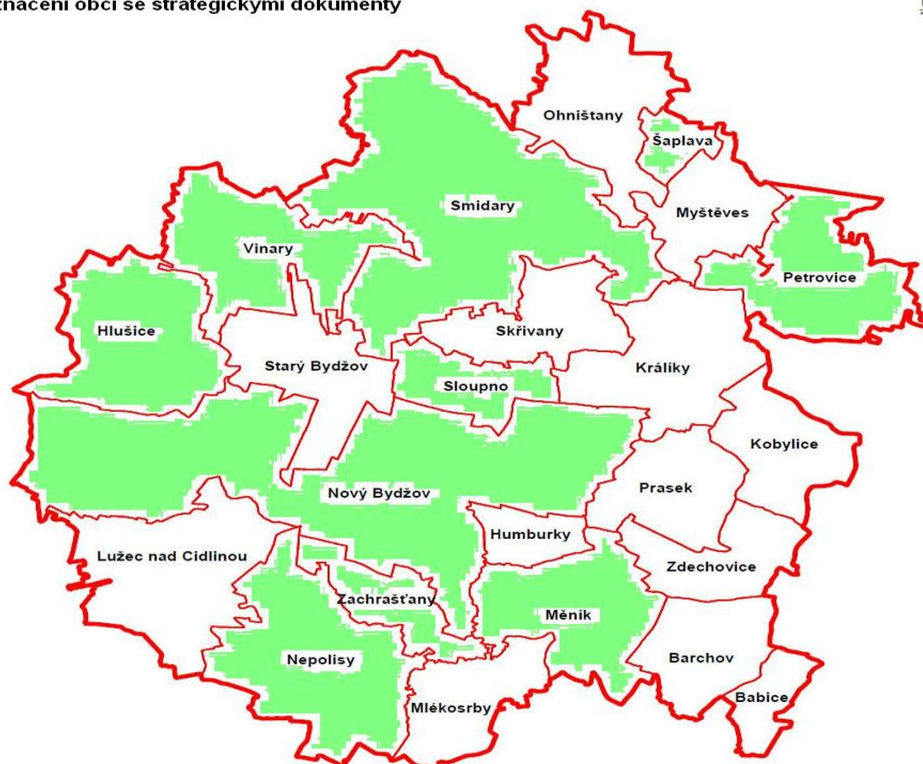 značení obcí se strategickými dokumenty
Ohništany
Šaplava
Smidary
Myštěves
Vinary
Petrovice
Hlušice
Skřivany
Starý Bydžov
Králíky
Sloupno
Kobylice
Prasek
Nový Bydžov
Humburky
Lužec nad Cidlinou
Zdechovice
Zachrašťany
Měník
Nepolisy
Barchov
Babice
Mlékosrby